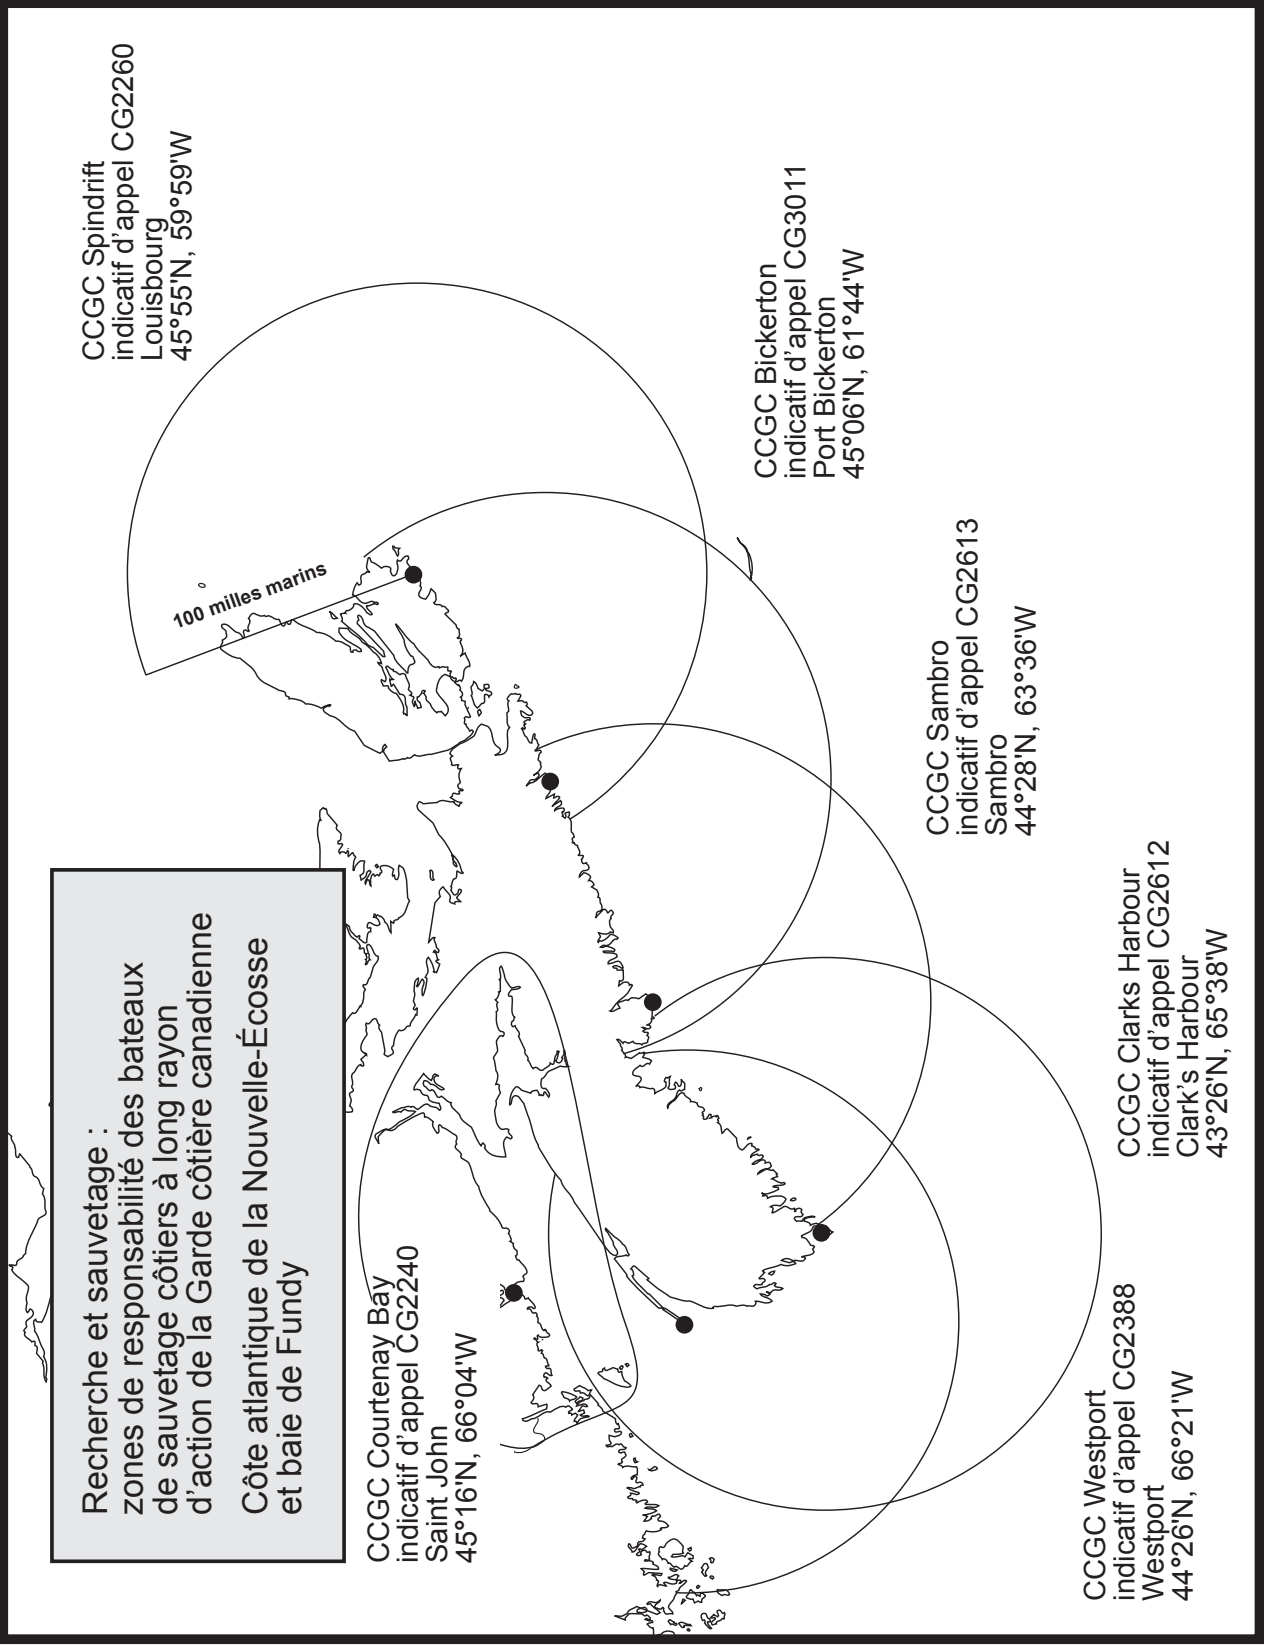 Recherche et sauvetage :
zones de responsabilité des bateaux
de sauvetage côtiers à long rayon
d’action de la Garde côtière canadienne
Côte atlantique de la Nouvelle-Écosse
et baie de Fundy
CCGC Spindrift
indicatif d’appel CG2260
Louisbourg
45°55'N, 59°59'W
100 milles marins
CCGC Bickerton
indicatif d’appel CG3011
Port Bickerton
45°06'N, 61°44'W
CCGC Sambro
indicatif d’appel CG2613
Sambro
44°28'N, 63°36'W
CCGC Clarks Harbour
indicatif d’appel CG2612
Clark’s Harbour
43°26'N, 65°38'W
CCGC Courtenay Bay
indicatif d’appel CG2240
Saint John
45°16'N, 66°04'W
CCGC Westport
indicatif d’appel CG2388
Westport
44°26'N, 66°21'W